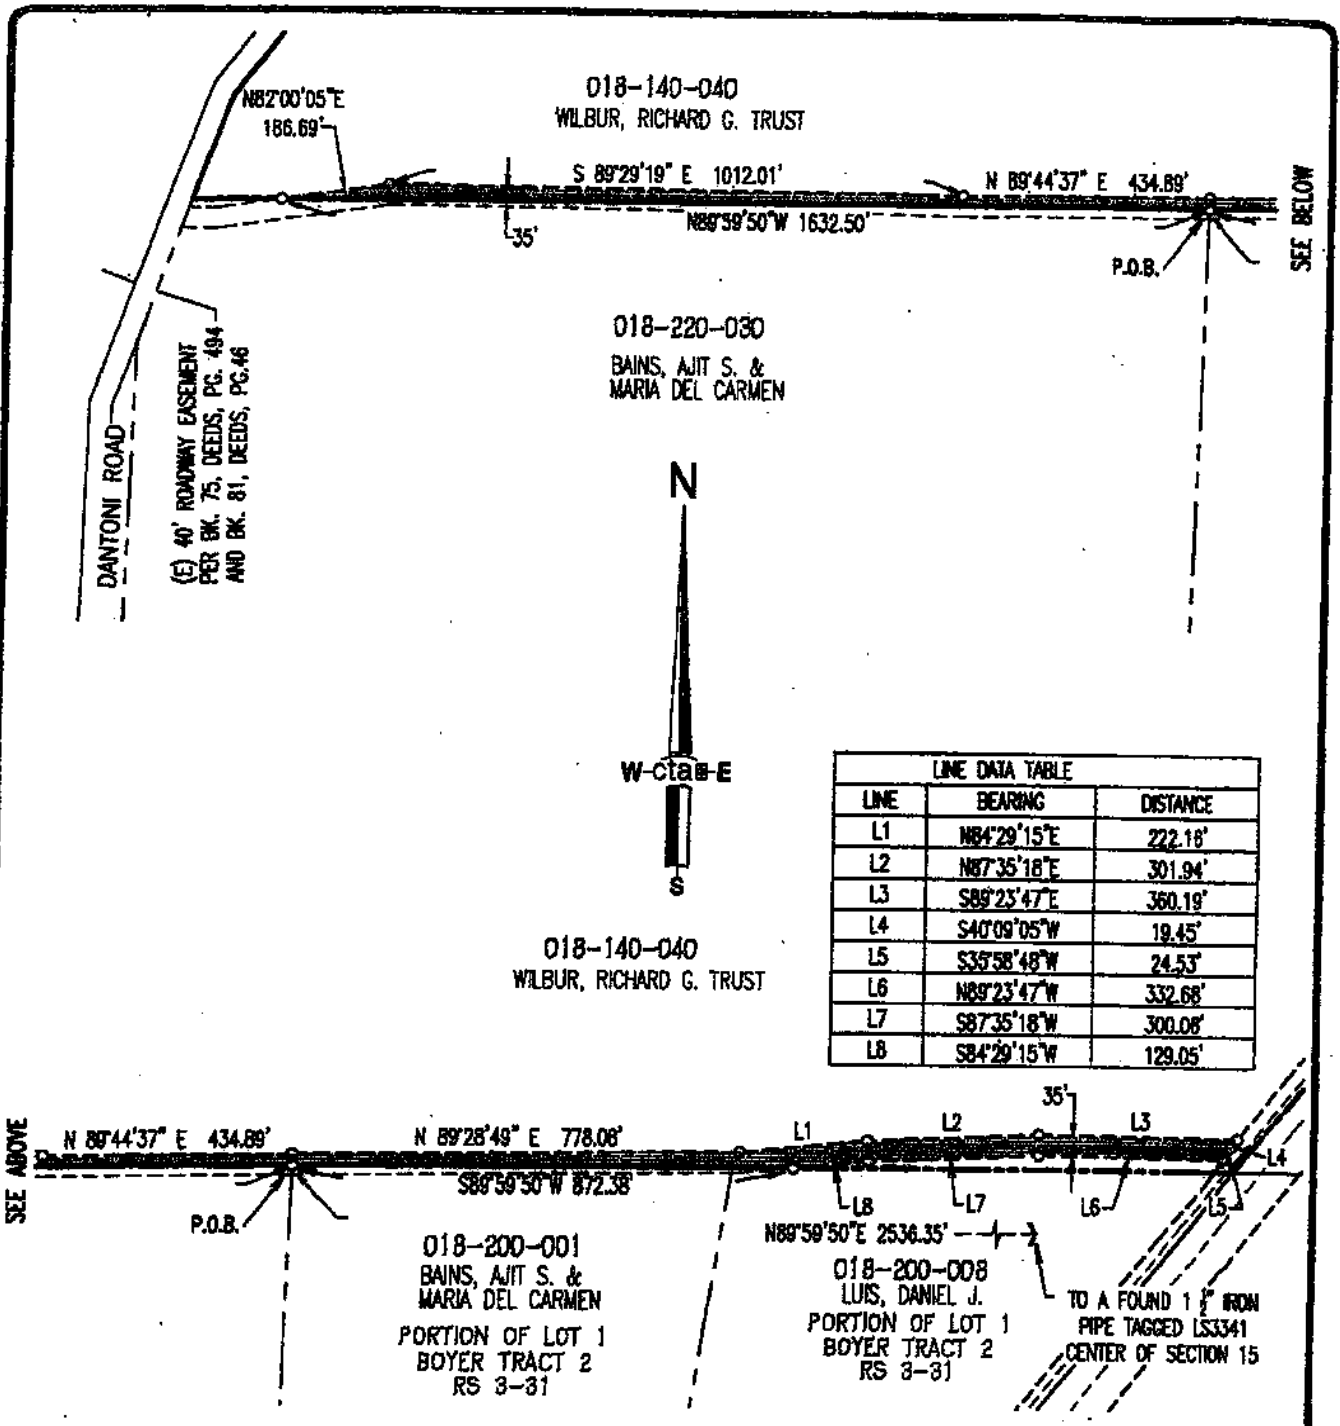 018-140-040
WILBUR, RICHARD G. TRUST
N82°00'05"E
186.69'
S 89°29'19" E 1012.01'
N 89°44'37" E 434.89'
N89°59'50"W 1632.50'
35'
P.O.B.
SEE BELOW
018-220-030
BAINS, AJIT S. &
MARIA DEL CARMEN
DANTONI ROAD
(E) 40' ROADWAY EASEMENT
PER BK. 75, DEEDS, PG. 494
AND BK. 81, DEEDS, PG.46
N
W-ctae-E
S
LINE DATA TABLE
LINE BEARING DISTANCE
L1 N84°29'15"E 222.16'
L2 N87°35'18"E 301.94'
L3 S89°23'47"E 360.19'
L4 S40°09'05"W 19.45'
L5 S35°58'48"W 24.53'
L6 N89°23'47"W 332.68'
L7 S87°35'18"W 300.08'
L8 S84°29'15"W 129.05'
018-140-040
WILBUR, RICHARD G. TRUST
SEE ABOVE
N 89°44'37" E 434.89'
N 89°28'49" E 778.08'
L1
L2
35'
L3
L4
S89°59'50"W 872.38'
P.O.B.
L8
L7
L6
L5
N89°59'50"E 2536.35'
018-200-001
BAINS, AJIT S. &
MARIA DEL CARMEN
PORTION OF LOT 1
BOYER TRACT 2
RS 3-31
018-200-008
LUIS, DANIEL J.
PORTION OF LOT 1
BOYER TRACT 2
RS 3-31
TO A FOUND 1 IRON
PIPE TAGGED LS3341
CENTER OF SECTION 15